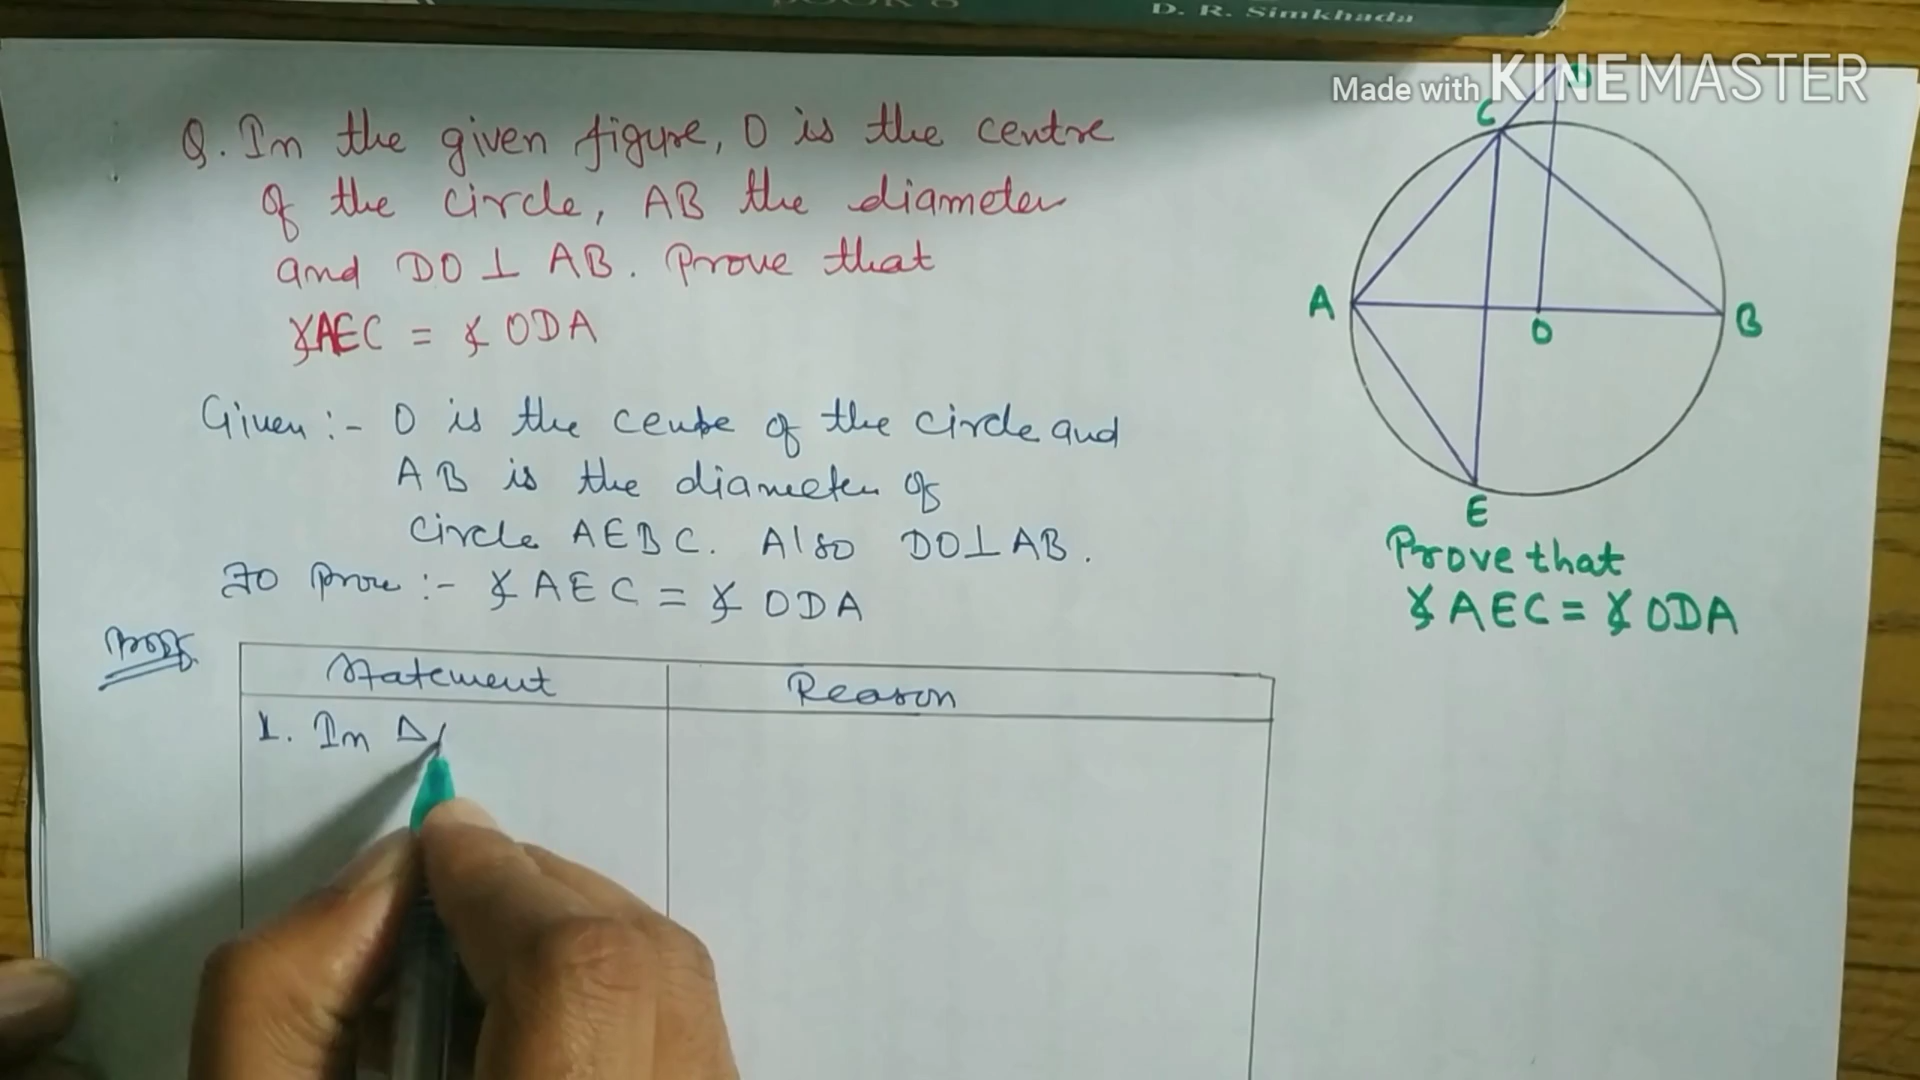 BOOK 8
D. R. Simkhada
Made with KINEMASTER
Q. In the given figure, O is the centre
of the circle, AB the diameter
and DO ⊥ AB. Prove that
∡AEC = ∡ ODA
Given :- O is the centre of the circle and
AB is the diameter of
circle AEBC. Also DO⊥AB.
To prove :- ∡ AEC = ∡ ODA
Proof
Statement Reason
1. In Δ
C
D
A
O
B
E
Prove that
∡ AEC = ∡ ODA